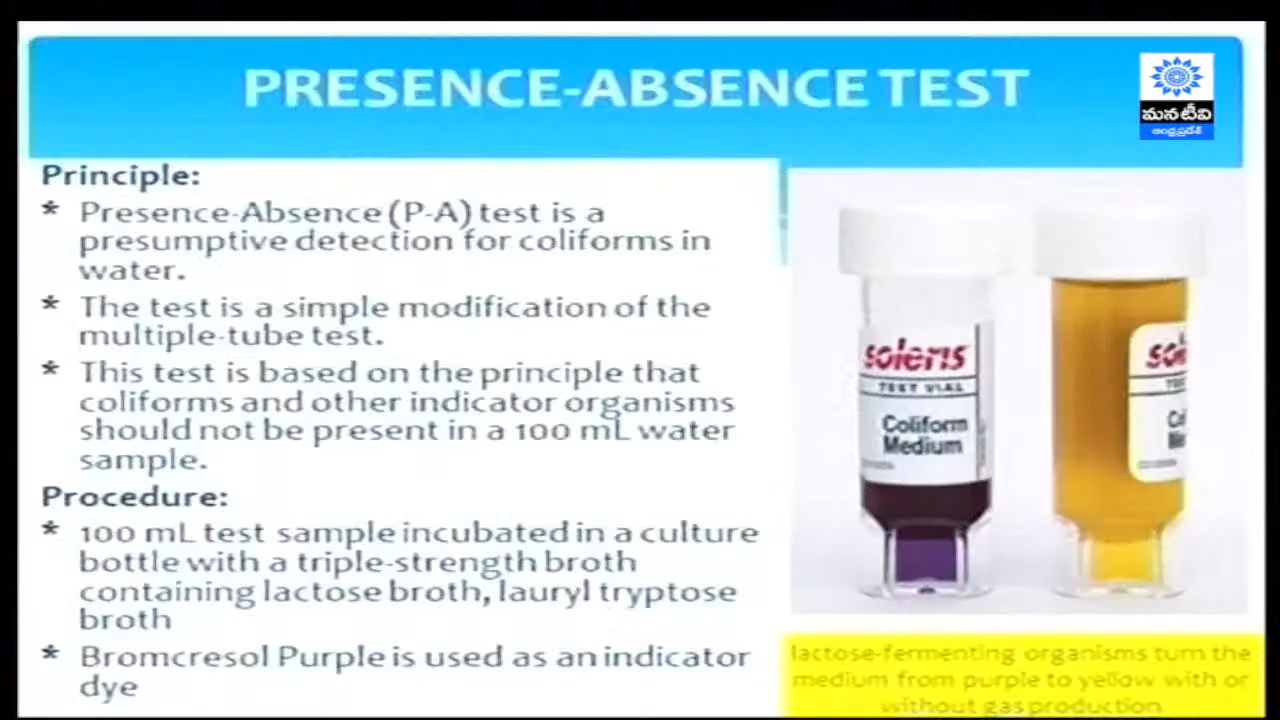 PRESENCE-ABSENCE TEST
మన టీవి
ఆంధ్రప్రదేశ్
Principle:
* Presence-Absence (P-A) test is a
presumptive detection for coliforms in
water.
* The test is a simple modification of the
multiple-tube test.
* This test is based on the principle that
coliforms and other indicator organisms
should not be present in a 100 mL water
sample.
Procedure:
* 100 mL test sample incubated in a culture
bottle with a triple-strength broth
containing lactose broth, lauryl tryptose
broth
* Bromcresol Purple is used as an indicator
dye
soleris
TEST VIAL
Coliform
Medium
lactose-fermenting organisms turn the
medium from purple to yellow with or
without gas production